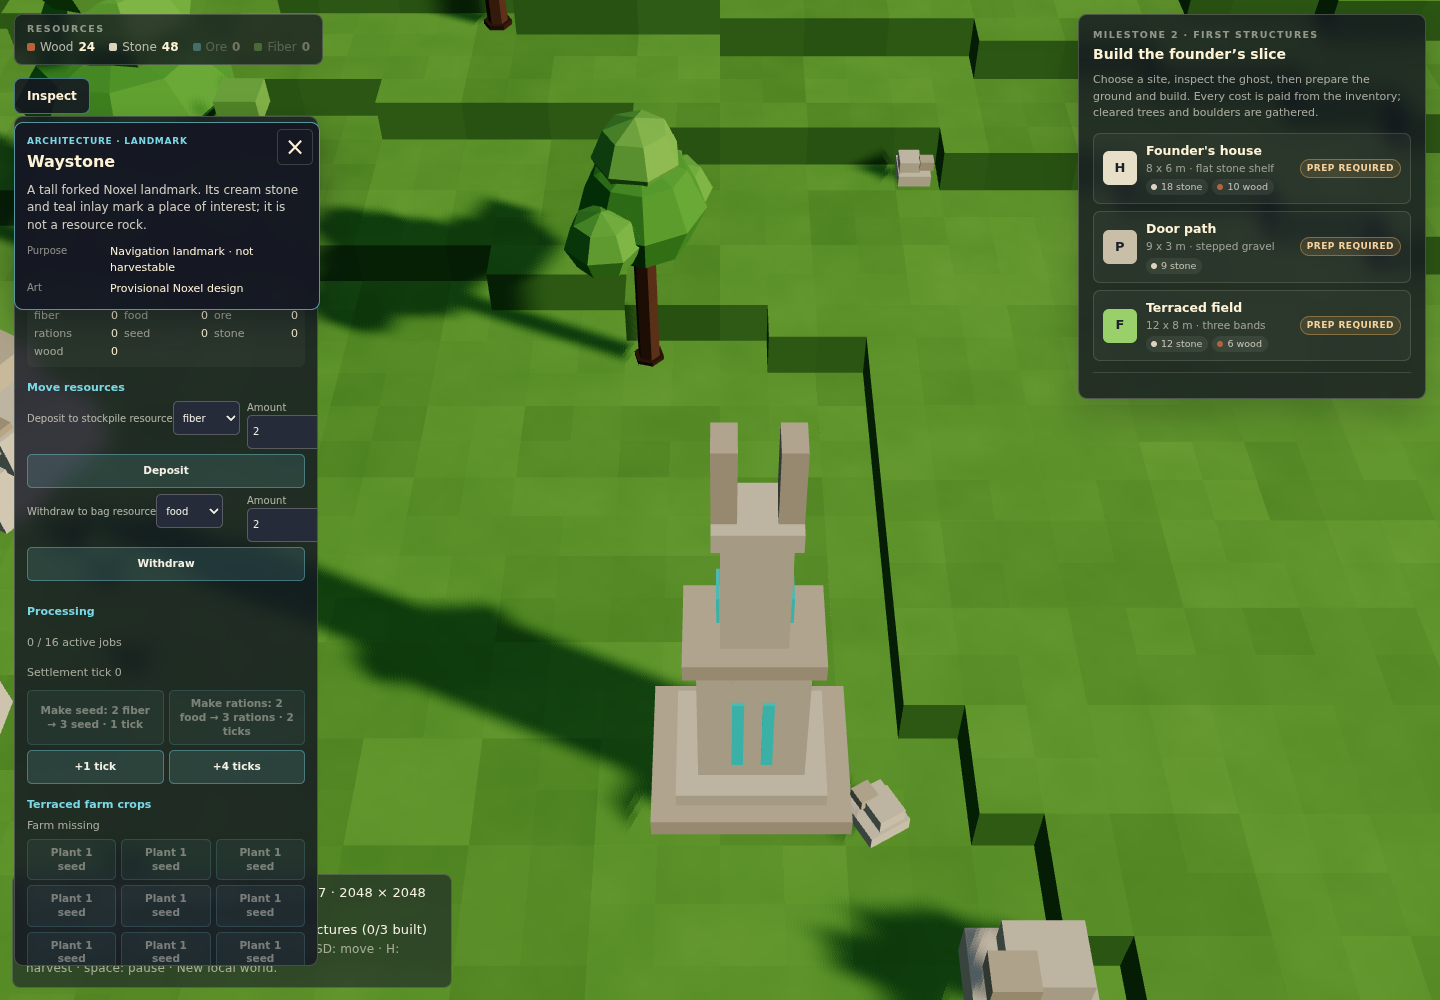 RESOURCES
Wood 24 Stone 48 Ore 0 Fiber 0
Inspect
ARCHITECTURE · LANDMARK
Waystone
A tall forked Noxel landmark. Its cream stone
and teal inlay mark a place of interest; it is
not a resource rock.
Purpose Navigation landmark · not
harvestable
Art Provisional Noxel design
fiber 0 food 0 ore 0
rations 0 seed 0 stone 0
wood 0
Move resources
Deposit to stockpile resource fiber Amount
2
Deposit
Withdraw to bag resource food Amount
2
Withdraw
Processing
0 / 16 active jobs
Settlement tick 0
Make seed: 2 fiber
→ 3 seed · 1 tick
Make rations: 2
food → 3 rations · 2
ticks
+1 tick +4 ticks
Terraced farm crops
Farm missing
Plant 1
seed
Plant 1
seed
Plant 1
seed
Plant 1
seed
Plant 1
seed
Plant 1
seed
Plant 1
seed
Plant 1
seed
Plant 1
seed
7 · 2048 × 2048
ctures (0/3 built)
SD: move · H:
harvest · space: pause · New local world.
MILESTONE 2 · FIRST STRUCTURES
Build the founder’s slice
Choose a site, inspect the ghost, then prepare the
ground and build. Every cost is paid from the inventory;
cleared trees and boulders are gathered.
H
Founder's house
8 x 6 m · flat stone shelf
18 stone 10 wood
PREP REQUIRED
P
Door path
9 x 3 m · stepped gravel
9 stone
PREP REQUIRED
F
Terraced field
12 x 8 m · three bands
12 stone 6 wood
PREP REQUIRED